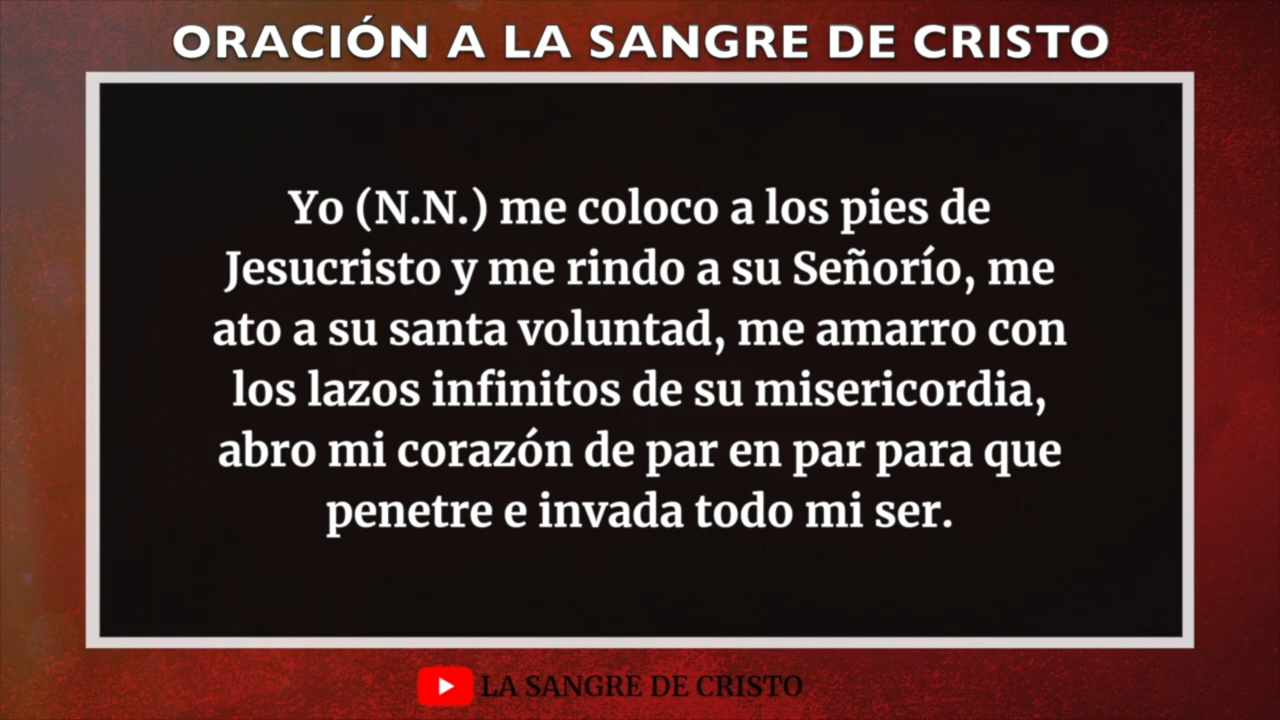 ORACIÓN A LA SANGRE DE CRISTO
Yo (N.N.) me coloco a los pies de
Jesucristo y me rindo a su Señorío, me
ato a su santa voluntad, me amarro con
los lazos infinitos de su misericordia,
abro mi corazón de par en par para que
penetre e invada todo mi ser.
LA SANGRE DE CRISTO